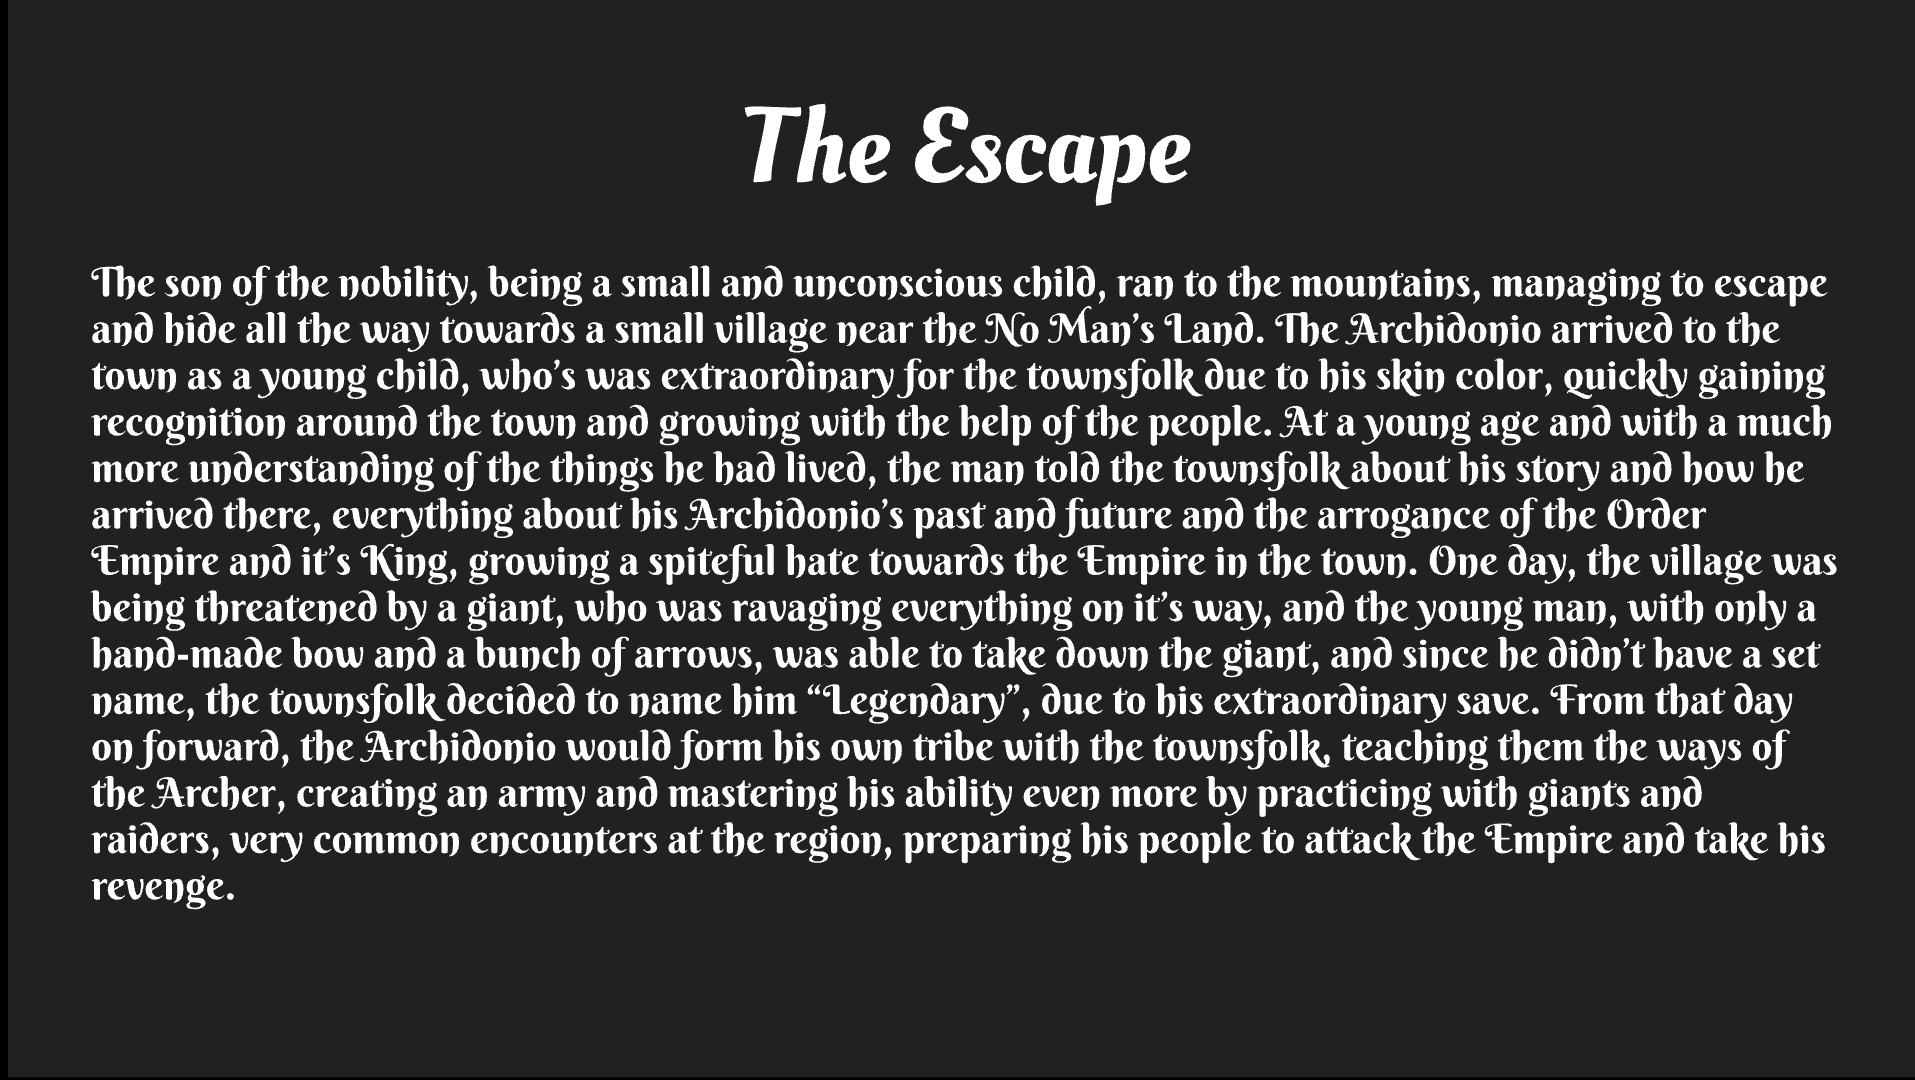 The Escape
The son of the nobility, being a small and unconscious child, ran to the mountains, managing to escape
and hide all the way towards a small village near the No Man’s Land. The Archidonio arrived to the
town as a young child, who’s was extraordinary for the townsfolk due to his skin color, quickly gaining
recognition around the town and growing with the help of the people. At a young age and with a much
more understanding of the things he had lived, the man told the townsfolk about his story and how he
arrived there, everything about his Archidonio’s past and future and the arrogance of the Order
Empire and it’s King, growing a spiteful hate towards the Empire in the town. One day, the village was
being threatened by a giant, who was ravaging everything on it’s way, and the young man, with only a
hand-made bow and a bunch of arrows, was able to take down the giant, and since he didn’t have a set
name, the townsfolk decided to name him “Legendary”, due to his extraordinary save. From that day
on forward, the Archidonio would form his own tribe with the townsfolk, teaching them the ways of
the Archer, creating an army and mastering his ability even more by practicing with giants and
raiders, very common encounters at the region, preparing his people to attack the Empire and take his
revenge.